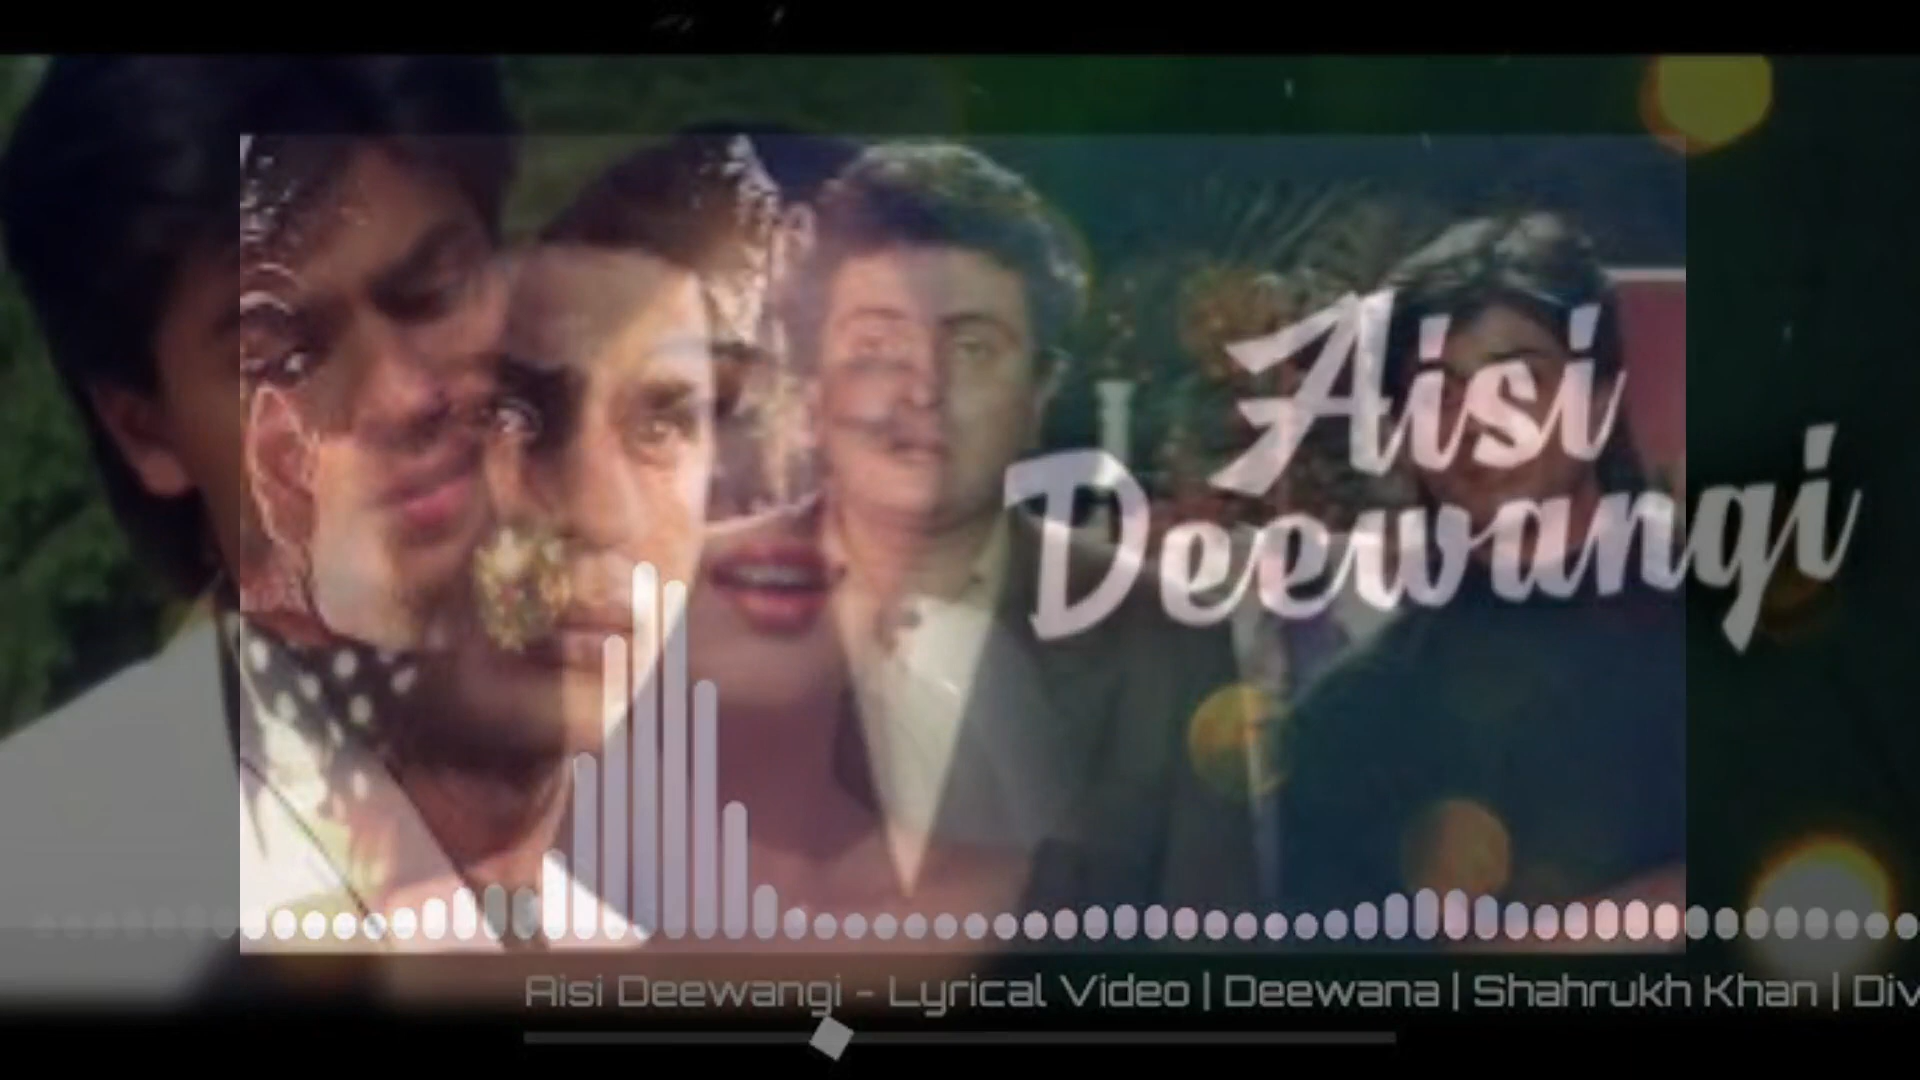 Aisi
Deewangi
Aisi Deewangi - Lyrical Video | Deewana | Shahrukh Khan | Div